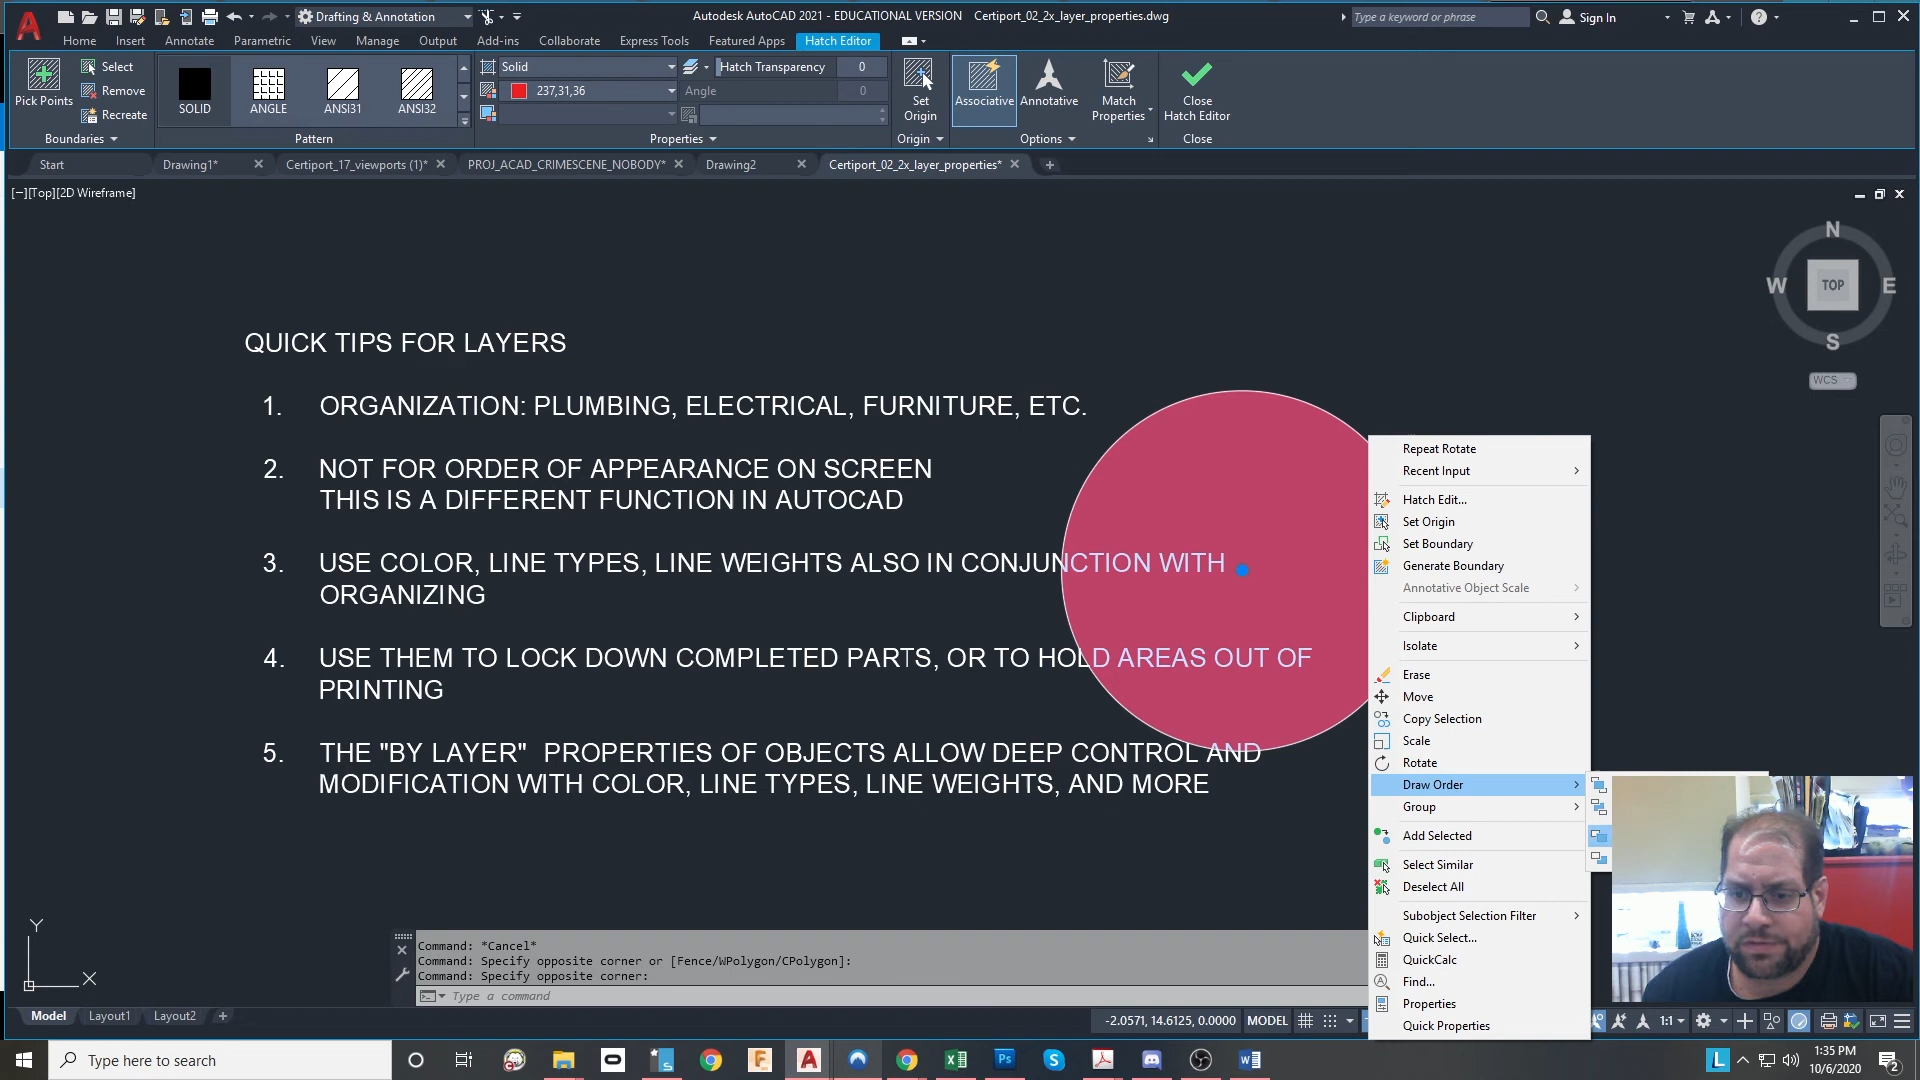 Drafting & Annotation
Autodesk AutoCAD 2021 - EDUCATIONAL VERSION Certiport_02_2x_layer_properties.dwg
Type a keyword or phrase
Sign In
Home Insert Annotate Parametric View Manage Output Add-ins Collaborate Express Tools Featured Apps Hatch Editor
Pick Points
Select
Remove
Recreate
Boundaries
SOLID ANGLE ANSI31 ANSI32
Pattern
Solid
237,31,36
Hatch Transparency 0
Angle 0
Properties
Set Origin
Origin
Associative
Annotative
Match Properties
Options
Close Hatch Editor
Close
Start Drawing1* Certiport_17_viewports (1)* PROJ_ACAD_CRIMESCENE_NOBODY* Drawing2 Certiport_02_2x_layer_properties*
[−][Top][2D Wireframe]
N
W TOP E
S
WCS
QUICK TIPS FOR LAYERS
1. ORGANIZATION: PLUMBING, ELECTRICAL, FURNITURE, ETC.
2. NOT FOR ORDER OF APPEARANCE ON SCREEN
THIS IS A DIFFERENT FUNCTION IN AUTOCAD
3. USE COLOR, LINE TYPES, LINE WEIGHTS ALSO IN CONJUNCTION WITH
ORGANIZING
4. USE THEM TO LOCK DOWN COMPLETED PARTS, OR TO HOLD AREAS OUT OF
PRINTING
5. THE "BY LAYER" PROPERTIES OF OBJECTS ALLOW DEEP CONTROL AND
MODIFICATION WITH COLOR, LINE TYPES, LINE WEIGHTS, AND MORE
Repeat Rotate
Recent Input
Hatch Edit...
Set Origin
Set Boundary
Generate Boundary
Annotative Object Scale
Clipboard
Isolate
Erase
Move
Copy Selection
Scale
Rotate
Draw Order
Group
Add Selected
Select Similar
Deselect All
Subobject Selection Filter
Quick Select...
QuickCalc
Find...
Properties
Quick Properties
Y
X
Command: *Cancel*
Command: Specify opposite corner or [Fence/WPolygon/CPolygon]:
Command: Specify opposite corner:
Type a command
Model Layout1 Layout2
-2.0571, 14.6125, 0.0000 MODEL
1:1
Type here to search
1:35 PM
10/6/2020
2